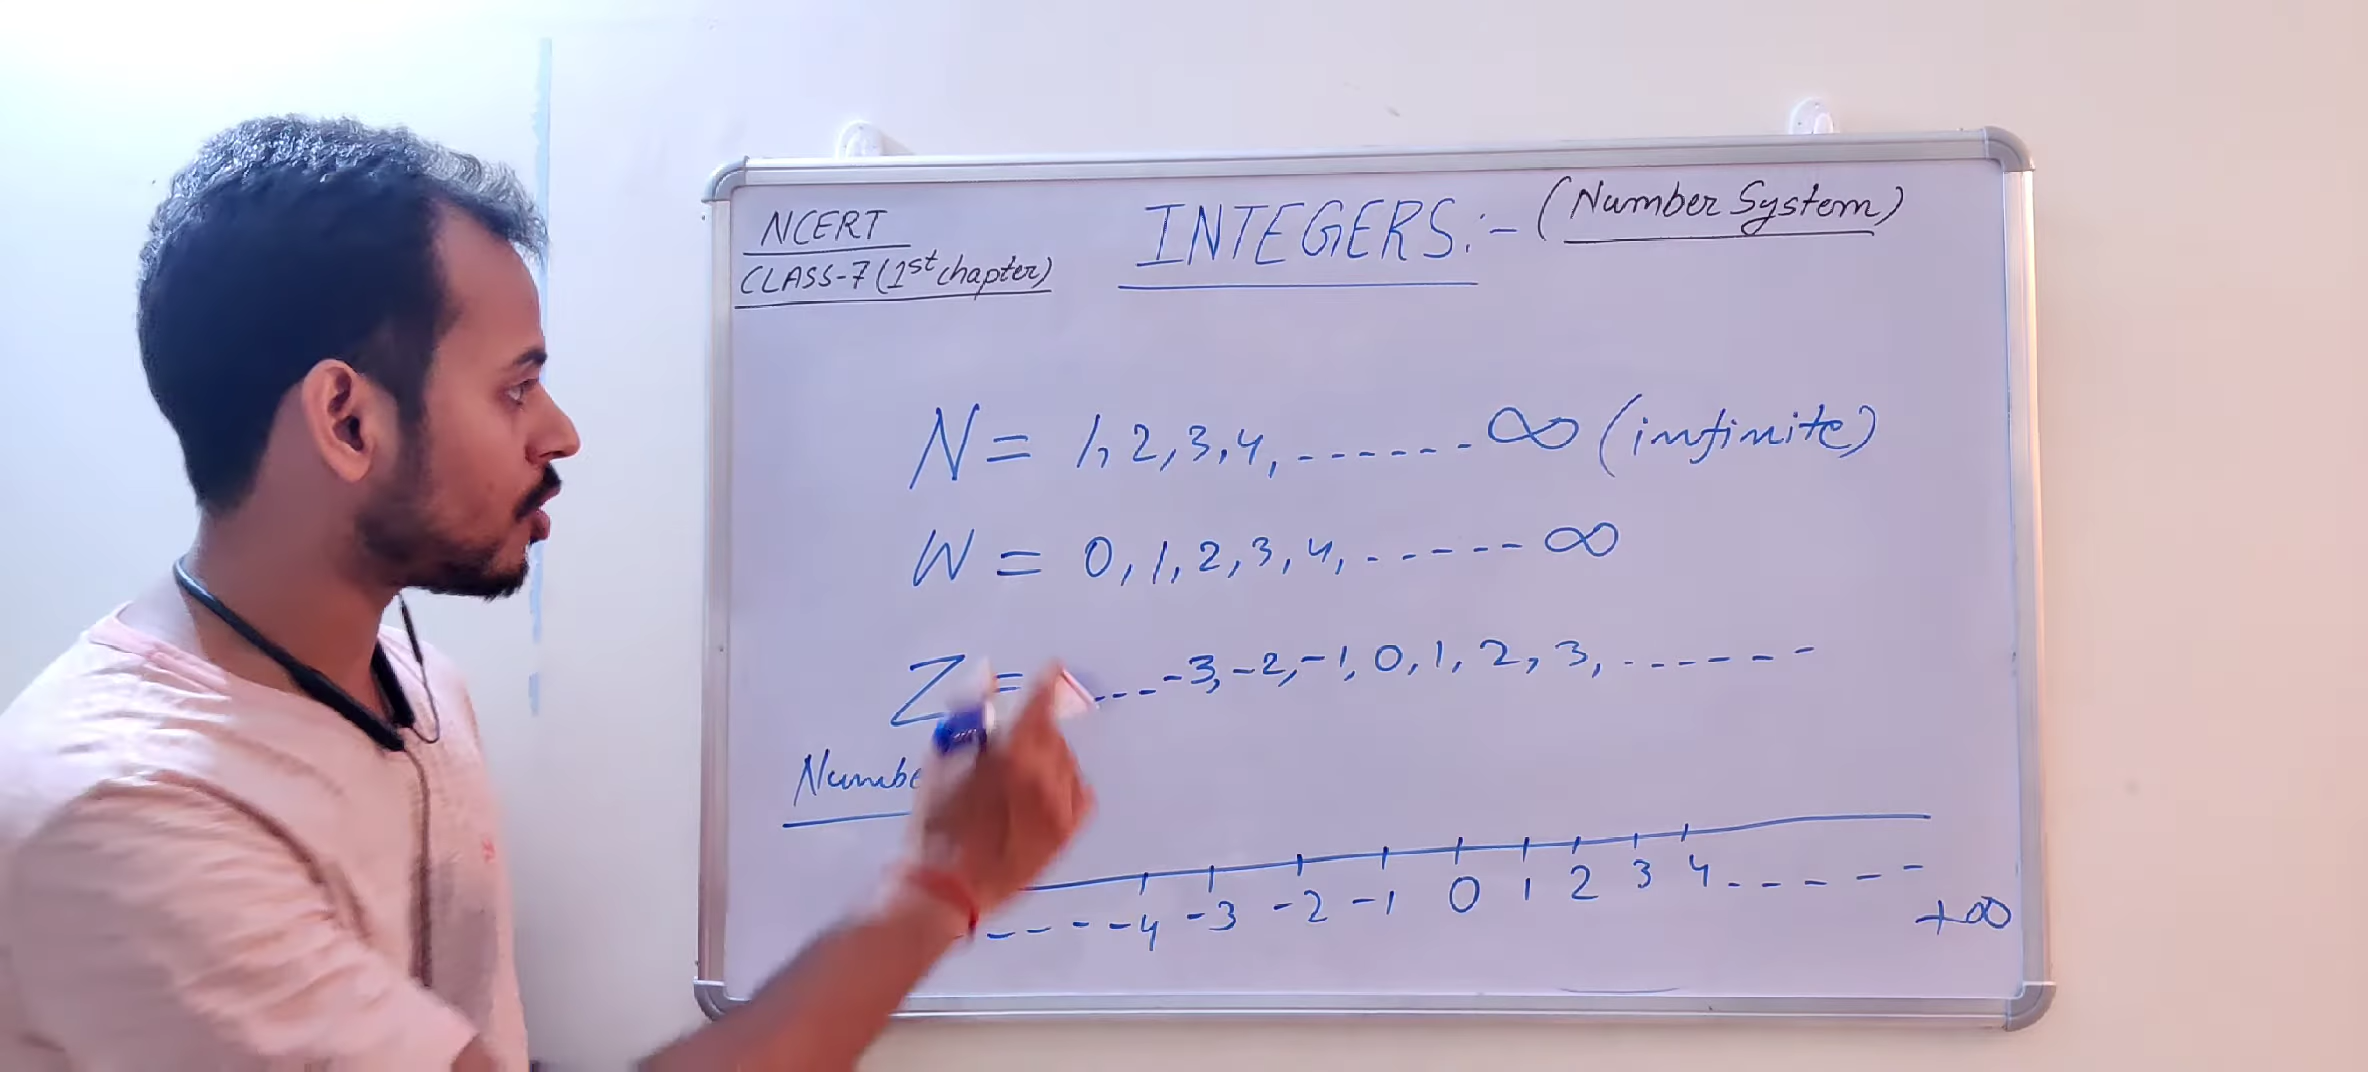 NCERT
CLASS-7 (1st chapter)
INTEGERS :- (Number System)
N = 1, 2, 3, 4, ------- ∞ (infinite)
W = 0, 1, 2, 3, 4, ------ ∞
Z = ----3, -2, -1, 0, 1, 2, 3, -------
---- -4 -3 -2 -1 0 1 2 3 4 ------
+∞